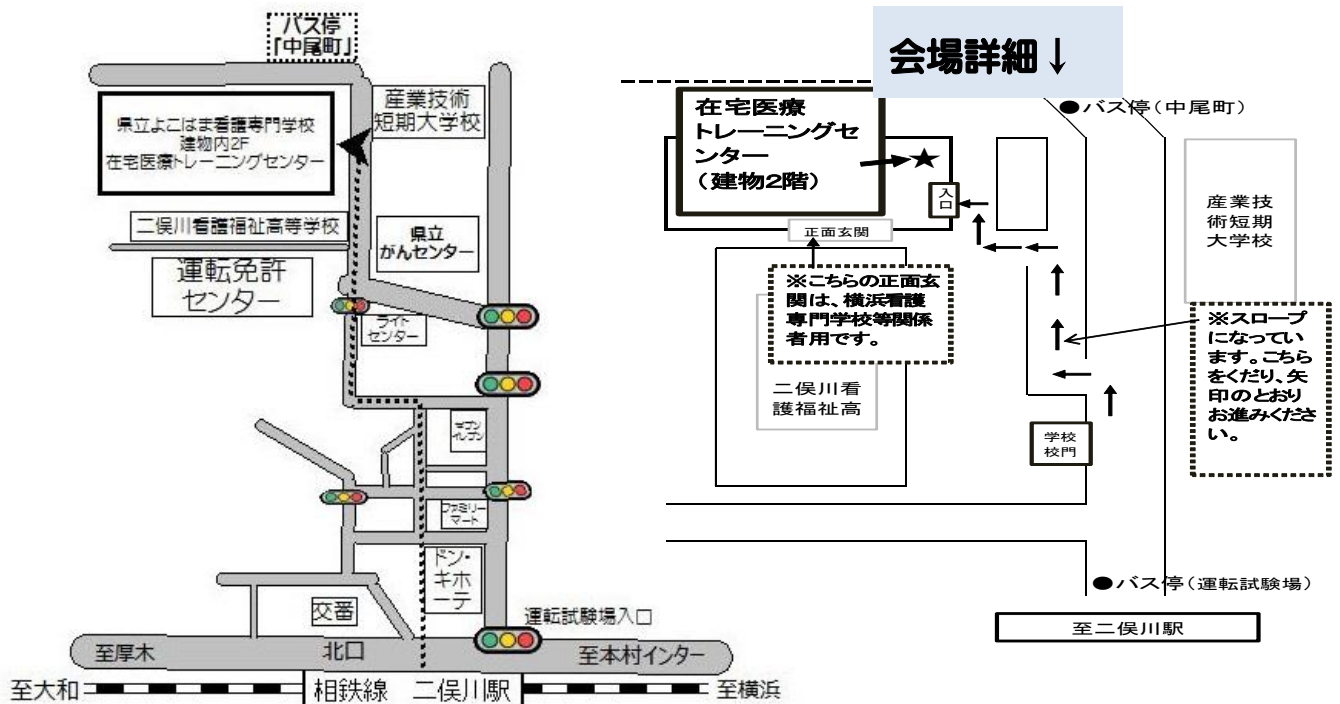 バス停
「中尾町」
県立よこはま看護専門学校
建物内2F
在宅医療トレーニングセンター
産業技術
短期大学校
二俣川看護福祉高等学校
運転免許
センター
県立
がんセンター
ライト
センター
セブン
イレブン
ファミリー
マート
ドン・
キホ
ーテ
交番
運転試験場入口
至厚木
北口
至本村インター
至大和
相鉄線 二俣川駅
至横浜
会場詳細↓
在宅医療
トレーニングセ
ンター
(建物2階)
★
入口
正面玄関
※こちらの正面玄
関は、横浜看護
専門学校等関係
者用です。
二俣川看
護福祉高
●バス停(中尾町)
産業技
術短期
大学校
※スロープ
になってい
ます。こちら
をくだり、矢
印のとおり
お進みくださ
い。
学校
校門
●バス停(運転試験場)
至二俣川駅